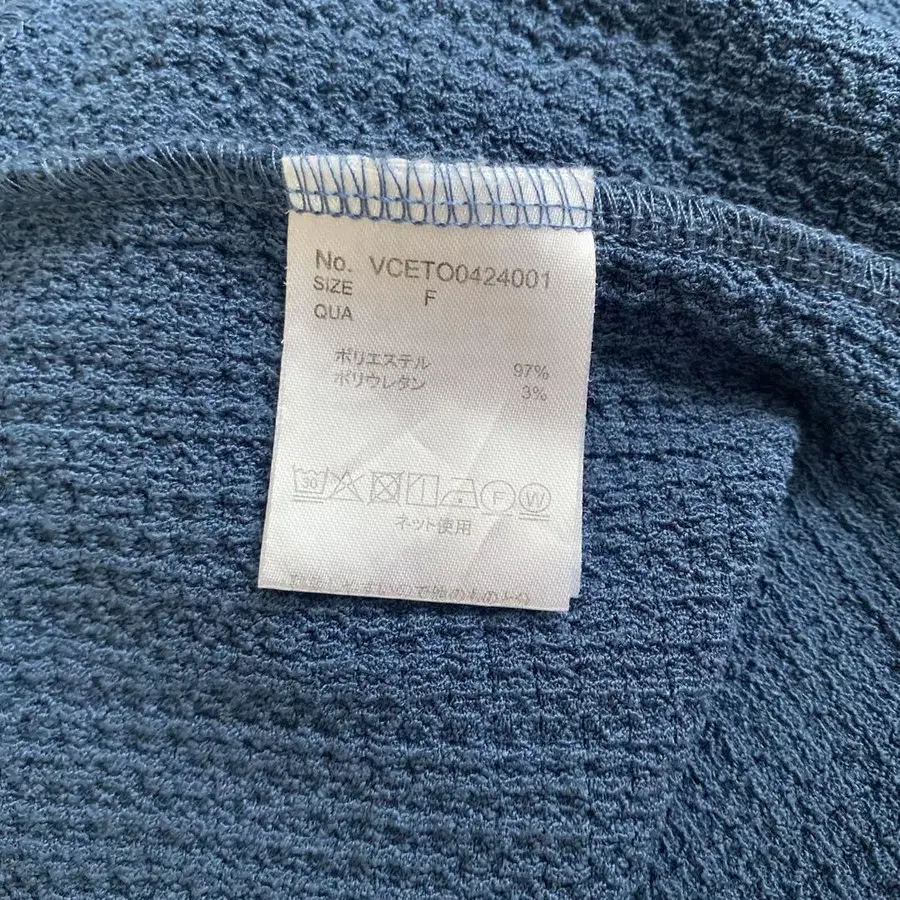 No. VCETO0424001
SIZE F
QUA
ポリエステル 97%
ポリウレタン 3%
30 F W
ネット使用